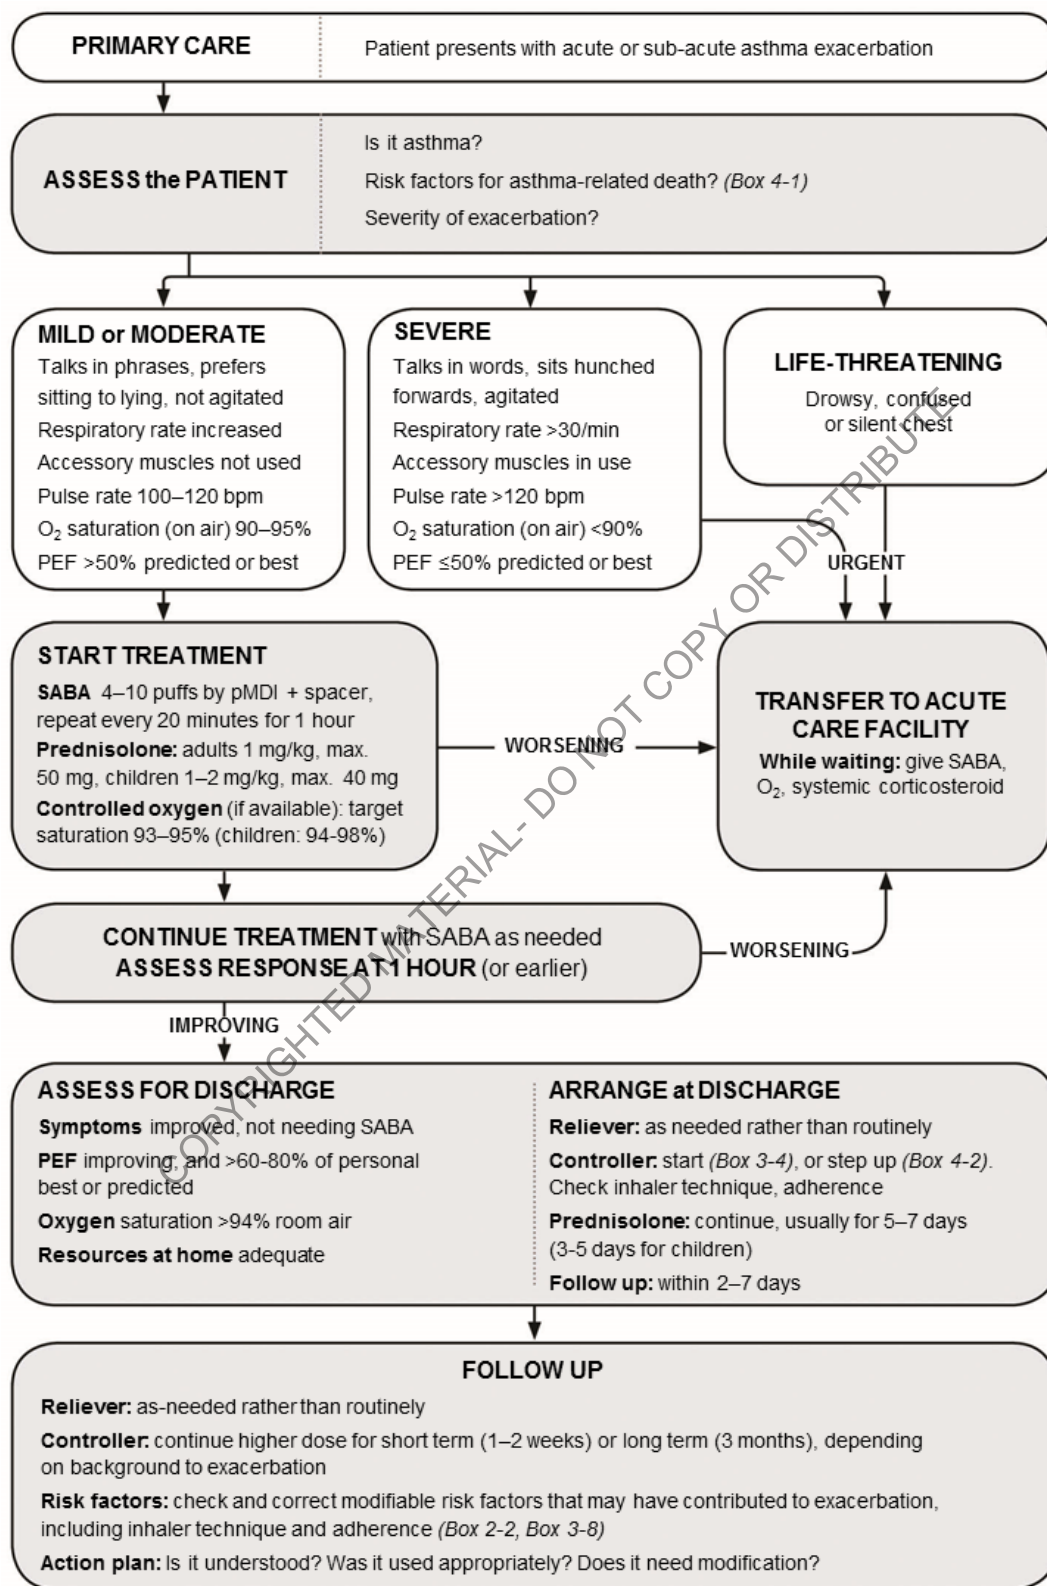 PRIMARY CARE
Patient presents with acute or sub-acute asthma exacerbation
ASSESS the PATIENT
Is it asthma?
Risk factors for asthma-related death? (Box 4-1)
Severity of exacerbation?
MILD or MODERATE
Talks in phrases, prefers
sitting to lying, not agitated
Respiratory rate increased
Accessory muscles not used
Pulse rate 100–120 bpm
O₂ saturation (on air) 90–95%
PEF >50% predicted or best
SEVERE
Talks in words, sits hunched
forwards, agitated
Respiratory rate >30/min
Accessory muscles in use
Pulse rate >120 bpm
O₂ saturation (on air) <90%
PEF ≤50% predicted or best
LIFE-THREATENING
Drowsy, confused
or silent chest
URGENT
START TREATMENT
SABA 4–10 puffs by pMDI + spacer,
repeat every 20 minutes for 1 hour
Prednisolone: adults 1 mg/kg, max.
50 mg, children 1–2 mg/kg, max. 40 mg
Controlled oxygen (if available): target
saturation 93–95% (children: 94-98%)
WORSENING
TRANSFER TO ACUTE
CARE FACILITY
While waiting: give SABA,
O₂, systemic corticosteroid
CONTINUE TREATMENT with SABA as needed
ASSESS RESPONSE AT 1 HOUR (or earlier)
WORSENING
IMPROVING
ASSESS FOR DISCHARGE
Symptoms improved, not needing SABA
PEF improving, and >60-80% of personal
best or predicted
Oxygen saturation >94% room air
Resources at home adequate
ARRANGE at DISCHARGE
Reliever: as needed rather than routinely
Controller: start (Box 3-4), or step up (Box 4-2).
Check inhaler technique, adherence
Prednisolone: continue, usually for 5–7 days
(3-5 days for children)
Follow up: within 2–7 days
FOLLOW UP
Reliever: as-needed rather than routinely
Controller: continue higher dose for short term (1–2 weeks) or long term (3 months), depending
on background to exacerbation
Risk factors: check and correct modifiable risk factors that may have contributed to exacerbation,
including inhaler technique and adherence (Box 2-2, Box 3-8)
Action plan: Is it understood? Was it used appropriately? Does it need modification?
COPYRIGHTED MATERIAL- DO NOT COPY OR DISTRIBUTE